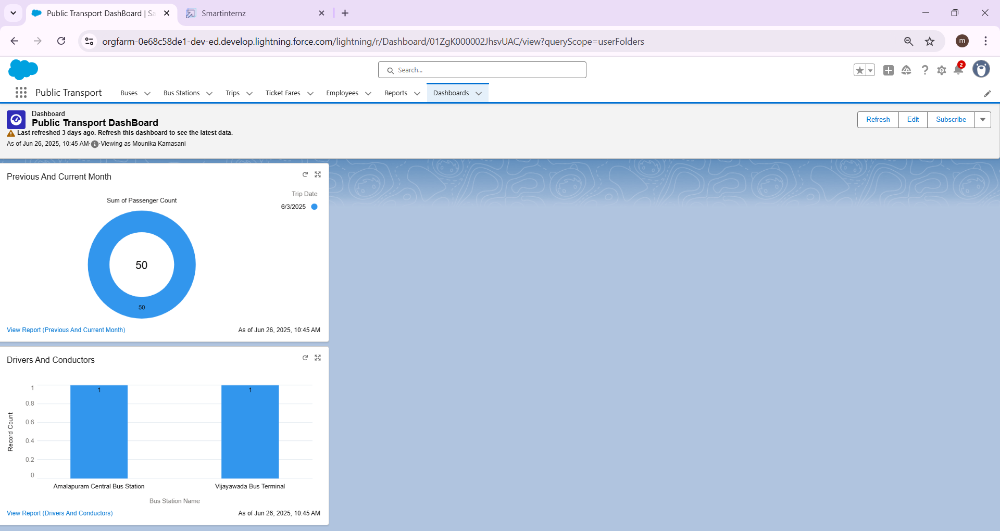 Public Transport DashBoard | Sa
Smartinternz
orgfarm-0e68c58de1-dev-ed.develop.lightning.force.com/lightning/r/Dashboard/01ZgK000002JhsvUAC/view?queryScope=userFolders
m
Search...
2
Public Transport
Buses
Bus Stations
Trips
Ticket Fares
Employees
Reports
Dashboards
Dashboard
Public Transport DashBoard
Last refreshed 3 days ago. Refresh this dashboard to see the latest data.
As of Jun 26, 2025, 10:45 AM·Viewing as Mounika Kamasani
Refresh
Edit
Subscribe
Previous And Current Month
Trip Date
Sum of Passenger Count
6/3/2025
50
50
View Report (Previous And Current Month)
As of Jun 26, 2025, 10:45 AM
Drivers And Conductors
1
0.8
0.6
0.4
0.2
0
Record Count
1
1
Amalapuram Central Bus Station
Vijayawada Bus Terminal
Bus Station Name
View Report (Drivers And Conductors)
As of Jun 26, 2025, 10:45 AM